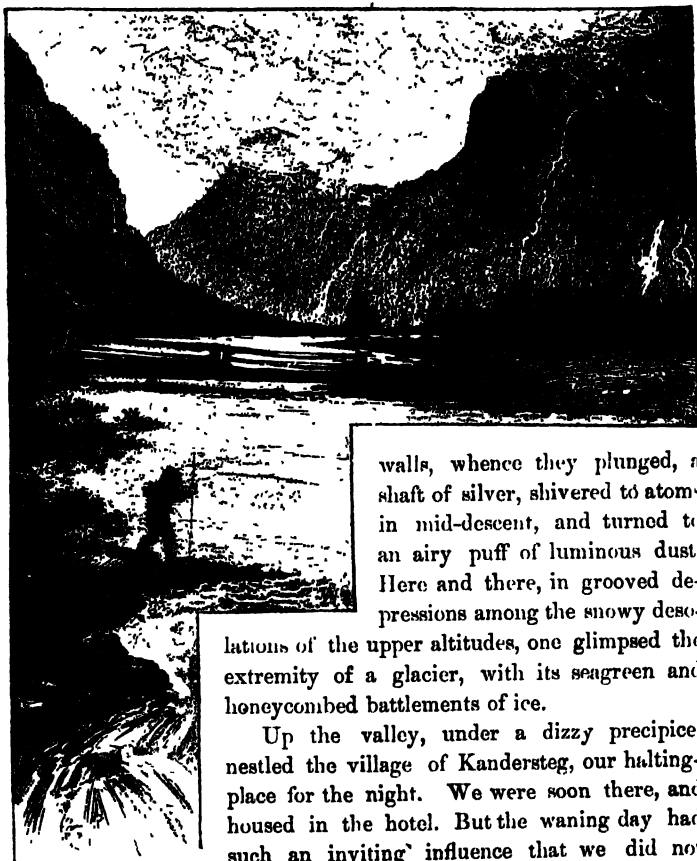 walls, whence they plunged, a
shaft of silver, shivered to atom
in mid-descent, and turned t
an airy puff of luminous dust
Here and there, in grooved de-
pressions among the snowy deso-
lations of the upper altitudes, one glimpsed the
extremity of a glacier, with its seagreen and
honeycombed battlements of ice.
Up the valley, under a dizzy precipice
nestled the village of Kandersteg, our halting-
place for the night. We were soon there, and
housed in the hotel. But the waning day had
such an inviting influence that we did no